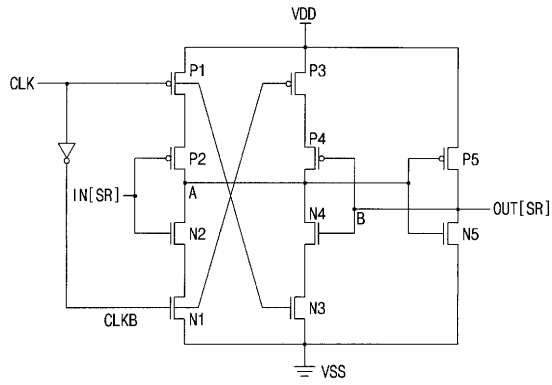 VDD
P1
P3
CLK
P2
P4
P5
IN[SR]
A
B
OUT[SR]
N2
N4
N5
CLKB
N1
N3
VSS